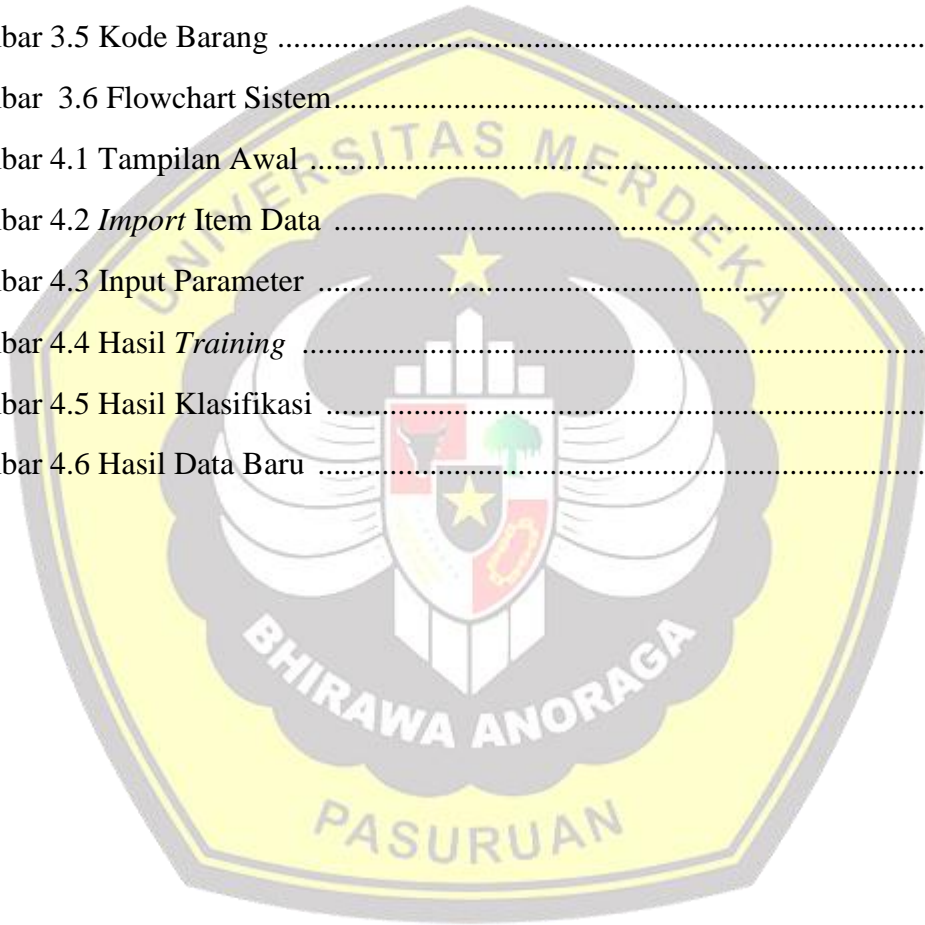 bar 3.5 Kode Barang ....................................................................................
bar  3.6 Flowchart Sistem............................................................................
bar 4.1 Tampilan Awal ................................................................................
bar 4.2 Import Item Data .............................................................................
bar 4.3 Input Parameter ...............................................................................
bar 4.4 Hasil Training .................................................................................
bar 4.5 Hasil Klasifikasi ..............................................................................
bar 4.6 Hasil Data Baru ...............................................................................
UNIVERSITAS MERDEKA
BHIRAWA ANORAGA
PASURUAN